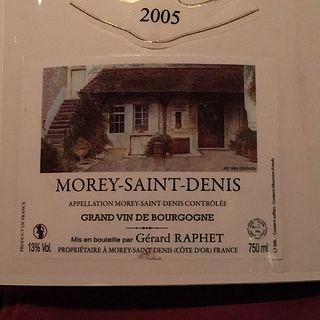 2005
MOREY-SAINT-DENIS
APPELLATION MOREY-SAINT-DENIS CONTRÔLÉE
GRAND VIN DE BOURGOGNE
Mis en bouteille par Gérard RAPHET
PROPRIÉTAIRE À MOREY-SAINT-DENIS (CÔTE D'OR) FRANCE
13% Vol.
750 ml
PRODUCT OF FRANCE